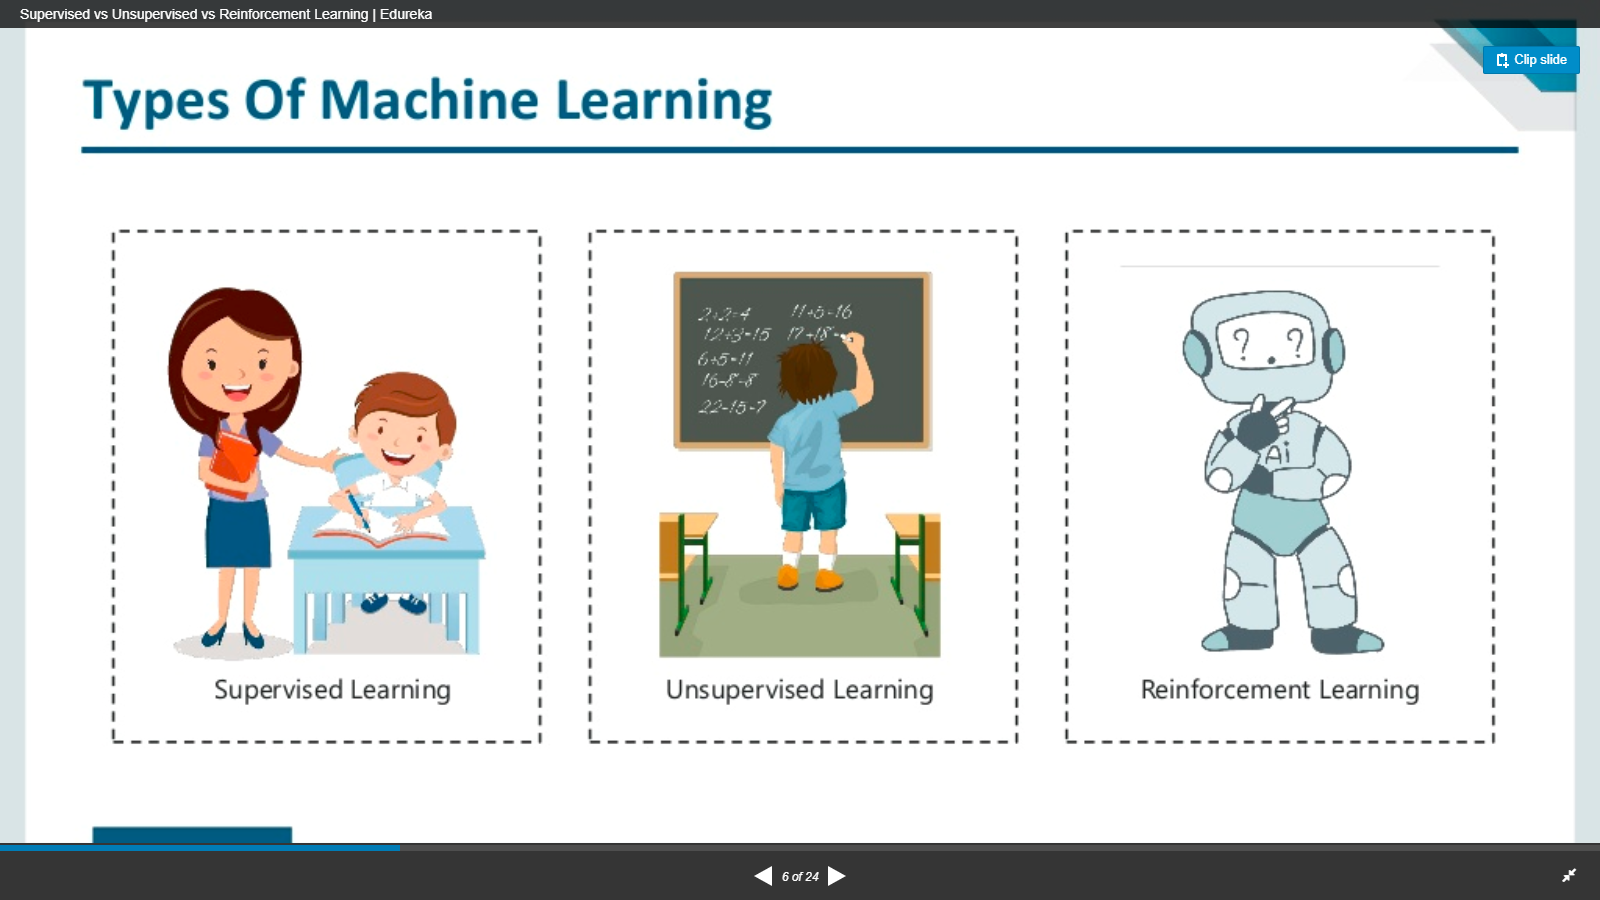 Supervised vs Unsupervised vs Reinforcement Learning | Edureka
Clip slide
Types Of Machine Learning
2+2=4
11+5=16
12+3=15
17+18=
6+5=11
16-8=8
22-15=7
? ?
Ai
Supervised Learning
Unsupervised Learning
Reinforcement Learning
6 of 24